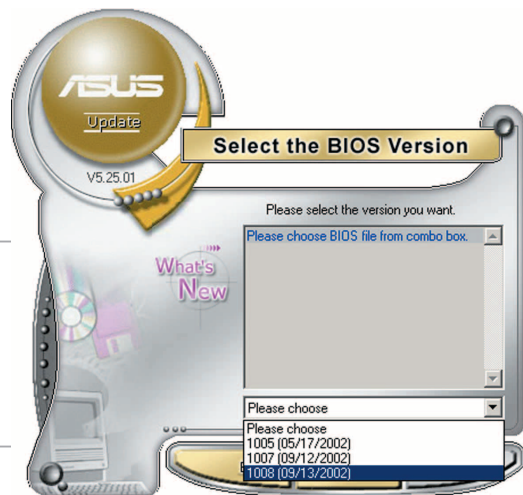 ASUS
Update
V5.25.01
Select the BIOS Version
Please select the version you want.
Please choose BIOS file from combo box.
What's
New
Please choose
Please choose
1005 (05/17/2002)
1007 (09/12/2002)
1008 (09/13/2002)